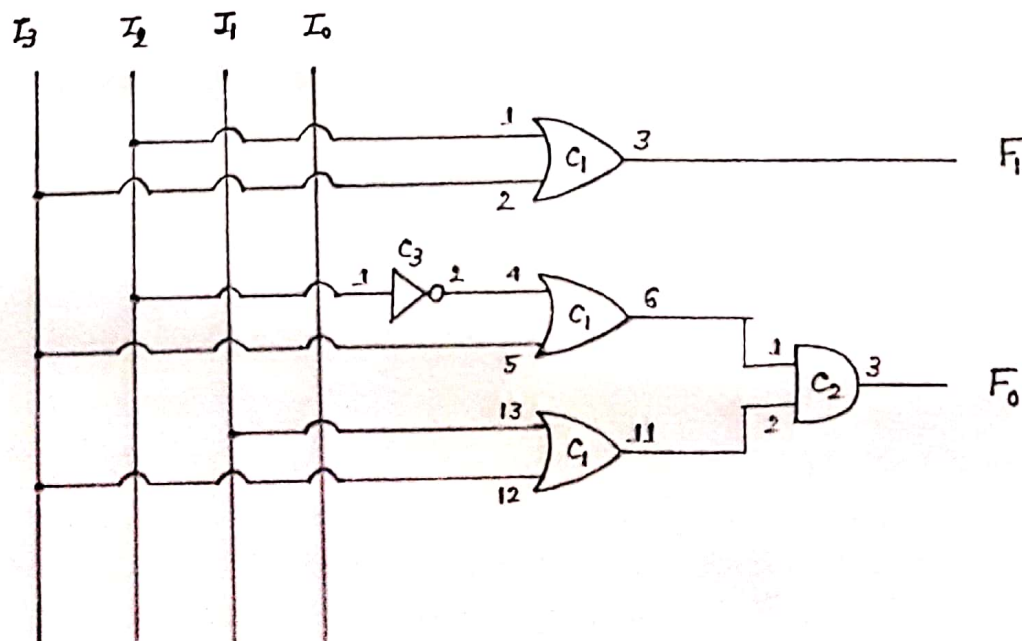 I₃ I₂ I₁ I₀
1
C₁ 3 F₁
2
C₃
1 2 4
C₁ 6
5
1
C₂ 3 F₀
2
13
C₁ 11
12